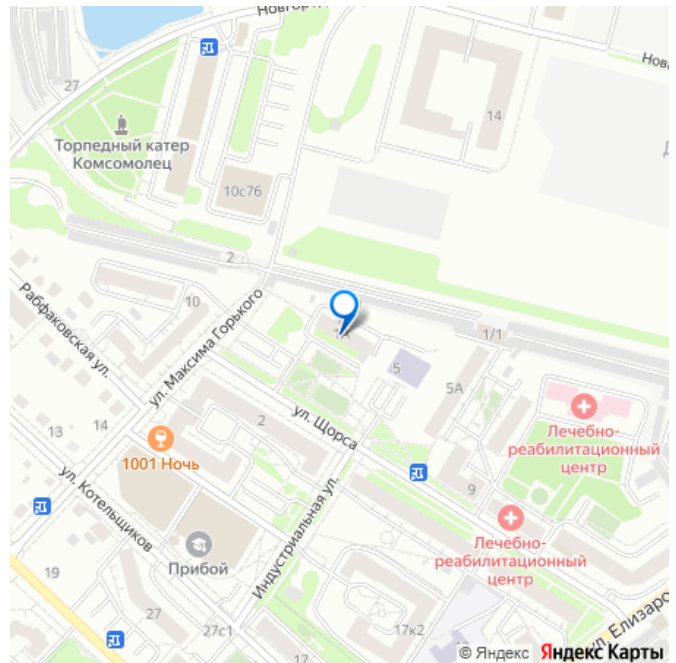 27
Торпедный катер
Комсомолец
10с76
14
2
10
Рабфаковская ул.
ул. Максима Горького
1А
1/1
5
5А
2
ул. Щорса
13
14
1001 Ночь
Лечебно-
реабилитационный
центр
ул. Котельщиков
Индустриальная ул.
9
Прибой
Лечебно-
реабилитационный
центр
19
27
27с1
17
17к2
© Яндекс
Яндекс Карты